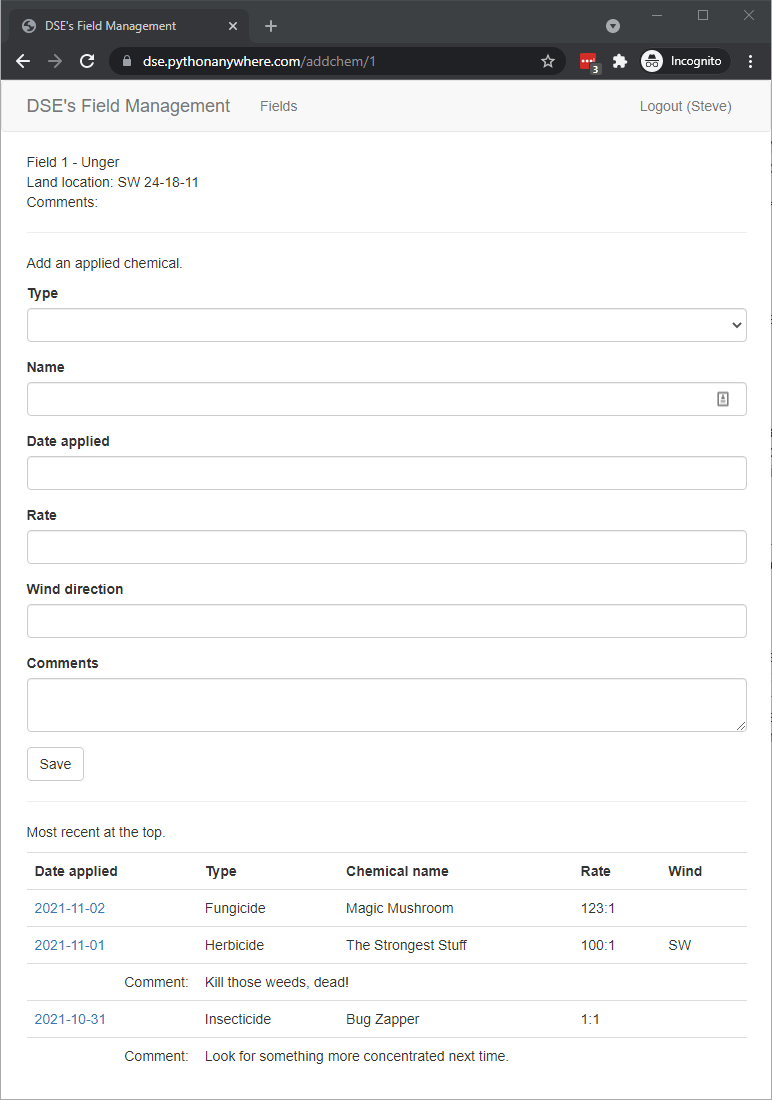 DSE's Field Management
dse.pythonanywhere.com/addchem/1
3
Incognito
DSE's Field Management Fields Logout (Steve)
Field 1 - Unger
Land location: SW 24-18-11
Comments:
Add an applied chemical.
Type
Name
Date applied
Rate
Wind direction
Comments
Save
Most recent at the top.
Date applied Type Chemical name Rate Wind
2021-11-02 Fungicide Magic Mushroom 123:1
2021-11-01 Herbicide The Strongest Stuff 100:1 SW
Comment: Kill those weeds, dead!
2021-10-31 Insecticide Bug Zapper 1:1
Comment: Look for something more concentrated next time.